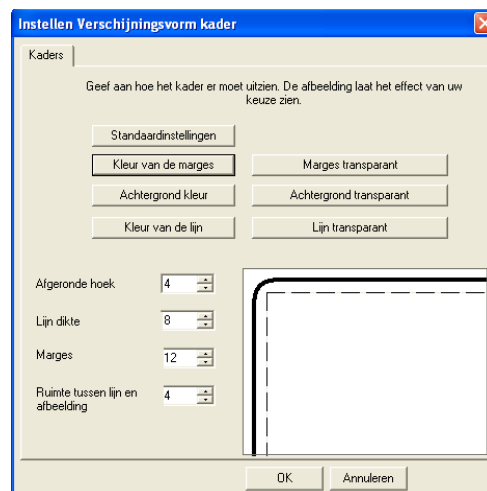 Instellen Verschijningsvorm kader
Kaders
Geef aan hoe het kader er moet uitzien. De afbeelding laat het effect van uw
keuze zien.
Standaardinstellingen
Kleur van de marges
Marges transparant
Achtergrond kleur
Achtergrond transparant
Kleur van de lijn
Lijn transparant
Afgeronde hoek 4
Lijn dikte 8
Marges 12
Ruimte tussen lijn en
afbeelding 4
OK
Annuleren